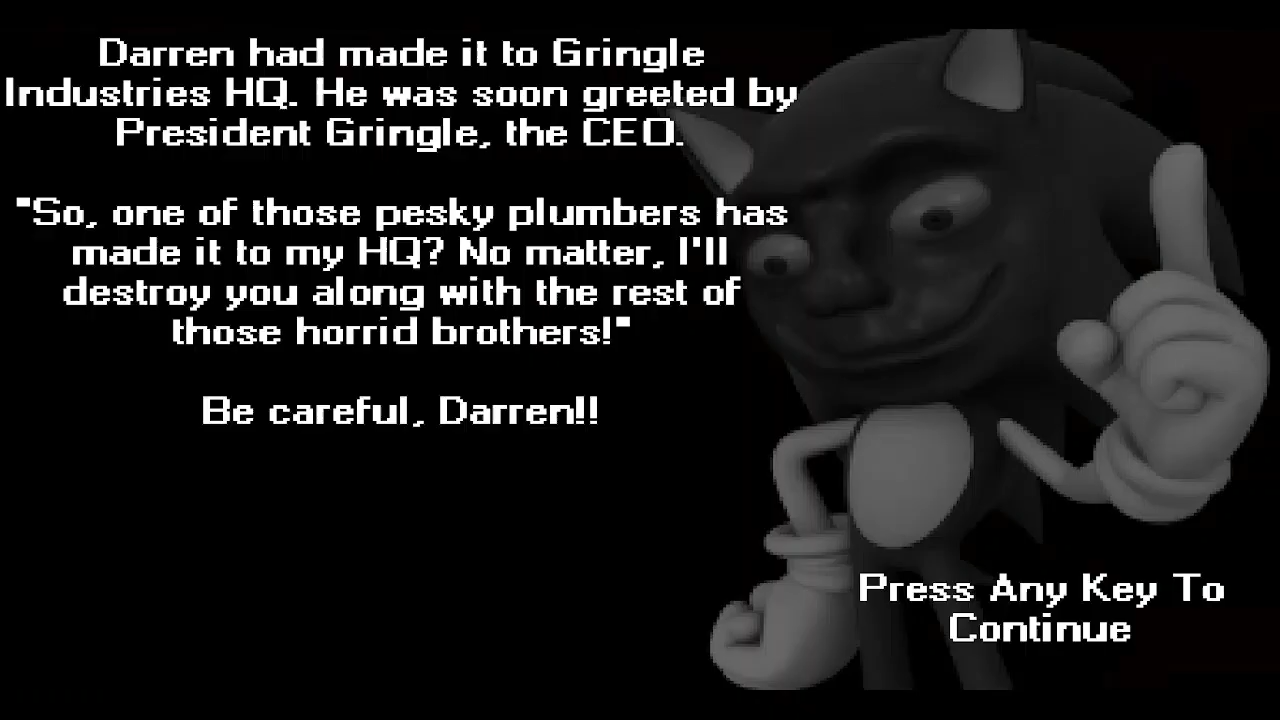 Darren had made it to Gringle
Industries HQ. He was soon greeted by
President Gringle, the CEO.
"So, one of those pesky plumbers has
made it to my HQ? No matter, I'll
destroy you along with the rest of
those horrid brothers!"
Be careful, Darren!!
Press Any Key To
Continue